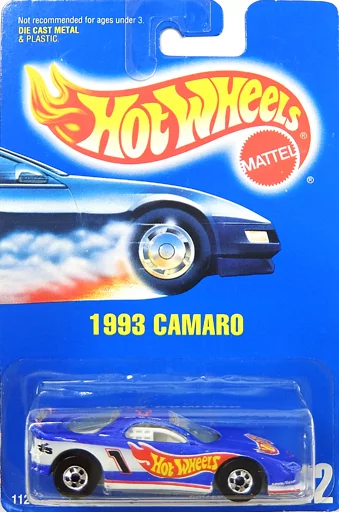 Not recommended for ages under 3.
DIE CAST METAL
& PLASTIC
HOT WHEELS
®
MATTEL
®
1993 CAMARO
1
HOT WHEELS
112
2